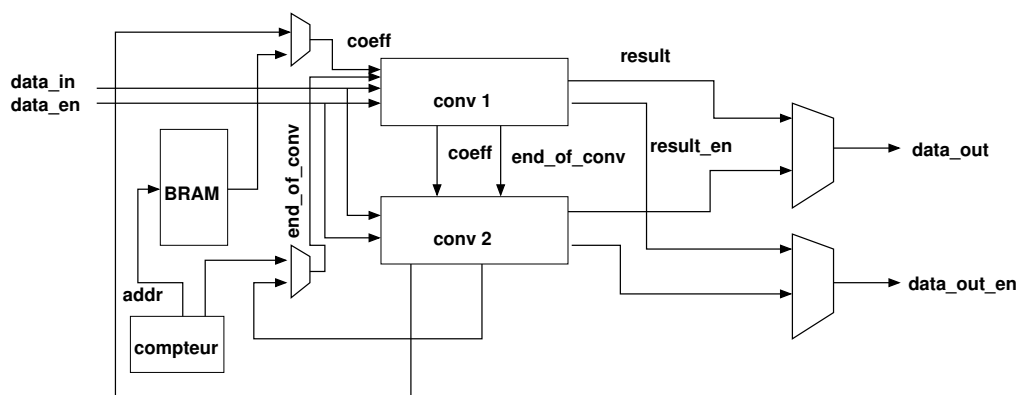 coeff
result
data_in
data_en
conv 1
end_of_conv
coeff
end_of_conv
result_en
data_out
BRAM
conv 2
addr
data_out_en
compteur